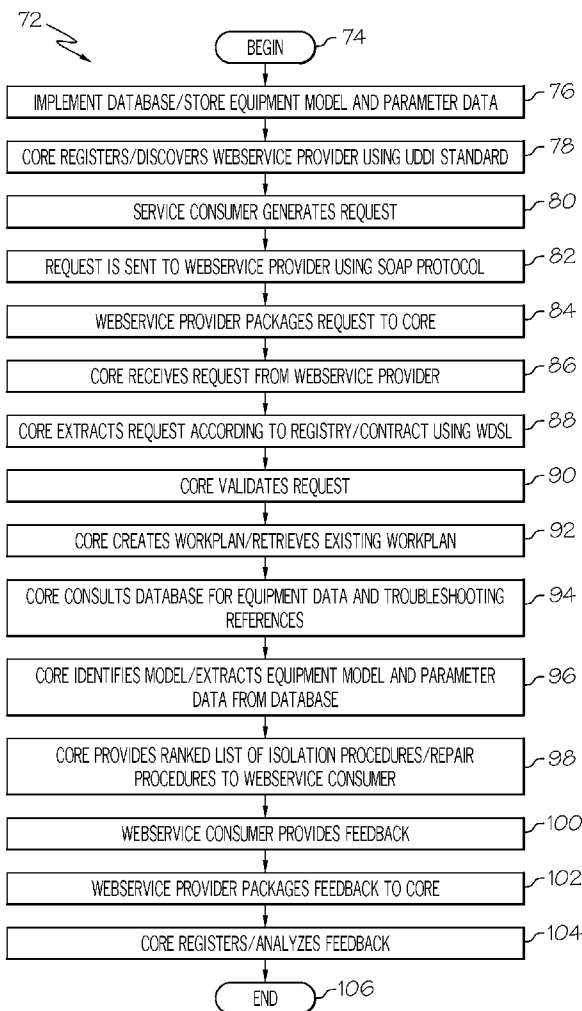 72
BEGIN
74
IMPLEMENT DATABASE/STORE EQUIPMENT MODEL AND PARAMETER DATA
76
CORE REGISTERS/DISCOVERS WEBSERVICE PROVIDER USING UDDI STANDARD
78
SERVICE CONSUMER GENERATES REQUEST
80
REQUEST IS SENT TO WEBSERVICE PROVIDER USING SOAP PROTOCOL
82
WEBSERVICE PROVIDER PACKAGES REQUEST TO CORE
84
CORE RECEIVES REQUEST FROM WEBSERVICE PROVIDER
86
CORE EXTRACTS REQUEST ACCORDING TO REGISTRY/CONTRACT USING WDSL
88
CORE VALIDATES REQUEST
90
CORE CREATES WORKPLAN/RETRIEVES EXISTING WORKPLAN
92
CORE CONSULTS DATABASE FOR EQUIPMENT DATA AND TROUBLESHOOTING
REFERENCES
94
CORE IDENTIFIES MODEL/EXTRACTS EQUIPMENT MODEL AND PARAMETER
DATA FROM DATABASE
96
CORE PROVIDES RANKED LIST OF ISOLATION PROCEDURES/REPAIR
PROCEDURES TO WEBSERVICE CONSUMER
98
WEBSERVICE CONSUMER PROVIDES FEEDBACK
100
WEBSERVICE PROVIDER PACKAGES FEEDBACK TO CORE
102
CORE REGISTERS/ANALYZES FEEDBACK
104
END
106